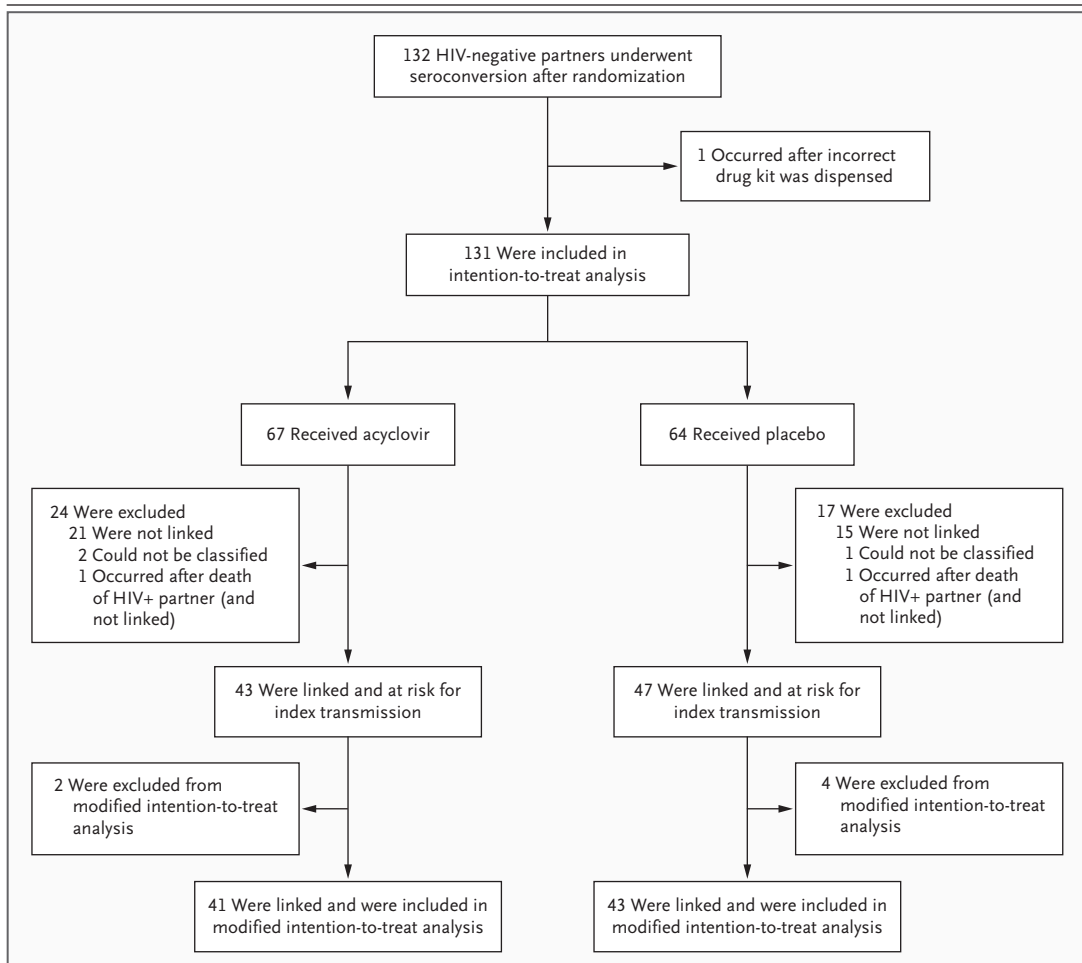 132 HIV-negative partners underwent
seroconversion after randomization
1 Occurred after incorrect
drug kit was dispensed
131 Were included in
intention-to-treat analysis
67 Received acyclovir
64 Received placebo
24 Were excluded
21 Were not linked
2 Could not be classified
1 Occurred after death
of HIV+ partner (and
not linked)
17 Were excluded
15 Were not linked
1 Could not be classified
1 Occurred after death
of HIV+ partner (and
not linked)
43 Were linked and at risk for
index transmission
47 Were linked and at risk for
index transmission
2 Were excluded from
modified intention-to-treat
analysis
4 Were excluded from
modified intention-to-treat
analysis
41 Were linked and were included in
modified intention-to-treat analysis
43 Were linked and were included in
modified intention-to-treat analysis